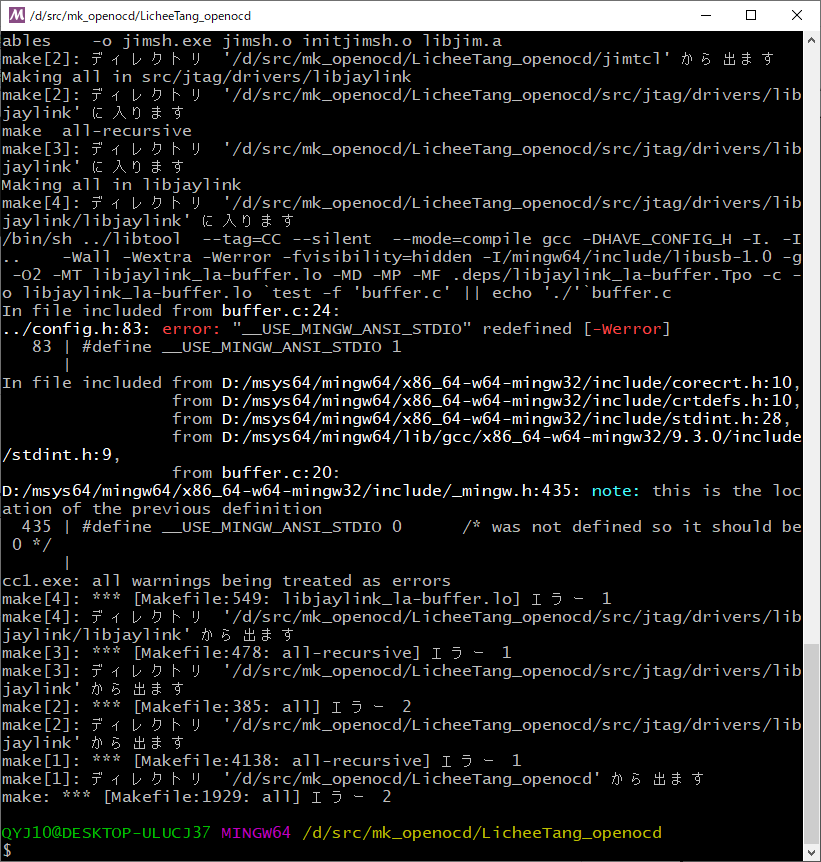 /d/src/mk_openocd/LicheeTang_openocd
ables    -o jimsh.exe jimsh.o initjimsh.o libjim.a
make[2]: ディレクトリ '/d/src/mk_openocd/LicheeTang_openocd/jimtcl' から出ます
Making all in src/jtag/drivers/libjaylink
make[2]: ディレクトリ '/d/src/mk_openocd/LicheeTang_openocd/src/jtag/drivers/lib
jaylink' に入ります
make  all-recursive
make[3]: ディレクトリ '/d/src/mk_openocd/LicheeTang_openocd/src/jtag/drivers/lib
jaylink' に入ります
Making all in libjaylink
make[4]: ディレクトリ '/d/src/mk_openocd/LicheeTang_openocd/src/jtag/drivers/lib
jaylink/libjaylink' に入ります
/bin/sh ../libtool  --tag=CC --silent  --mode=compile gcc -DHAVE_CONFIG_H -I. -I
..    -Wall -Wextra -Werror -fvisibility=hidden -I/mingw64/include/libusb-1.0 -g
 -O2 -MT libjaylink_la-buffer.lo -MD -MP -MF .deps/libjaylink_la-buffer.Tpo -c -
o libjaylink_la-buffer.lo `test -f 'buffer.c' || echo './'`buffer.c
In file included from buffer.c:24:
../config.h:83: error: "__USE_MINGW_ANSI_STDIO" redefined [-Werror]
   83 | #define __USE_MINGW_ANSI_STDIO 1
      |
In file included from D:/msys64/mingw64/x86_64-w64-mingw32/include/corecrt.h:10,
                 from D:/msys64/mingw64/x86_64-w64-mingw32/include/crtdefs.h:10,
                 from D:/msys64/mingw64/x86_64-w64-mingw32/include/stdint.h:28,
                 from D:/msys64/mingw64/lib/gcc/x86_64-w64-mingw32/9.3.0/include
/stdint.h:9,
                 from buffer.c:20:
D:/msys64/mingw64/x86_64-w64-mingw32/include/_mingw.h:435: note: this is the loc
ation of the previous definition
  435 | #define __USE_MINGW_ANSI_STDIO 0      /* was not defined so it should be
 0 */
      |
cc1.exe: all warnings being treated as errors
make[4]: *** [Makefile:549: libjaylink_la-buffer.lo] エラー 1
make[4]: ディレクトリ '/d/src/mk_openocd/LicheeTang_openocd/src/jtag/drivers/lib
jaylink/libjaylink' から出ます
make[3]: *** [Makefile:478: all-recursive] エラー 1
make[3]: ディレクトリ '/d/src/mk_openocd/LicheeTang_openocd/src/jtag/drivers/lib
jaylink' から出ます
make[2]: *** [Makefile:385: all] エラー 2
make[2]: ディレクトリ '/d/src/mk_openocd/LicheeTang_openocd/src/jtag/drivers/lib
jaylink' から出ます
make[1]: *** [Makefile:4138: all-recursive] エラー 1
make[1]: ディレクトリ '/d/src/mk_openocd/LicheeTang_openocd' から出ます
make: *** [Makefile:1929: all] エラー 2
QYJ10@DESKTOP-ULUCJ37 MINGW64 /d/src/mk_openocd/LicheeTang_openocd
$